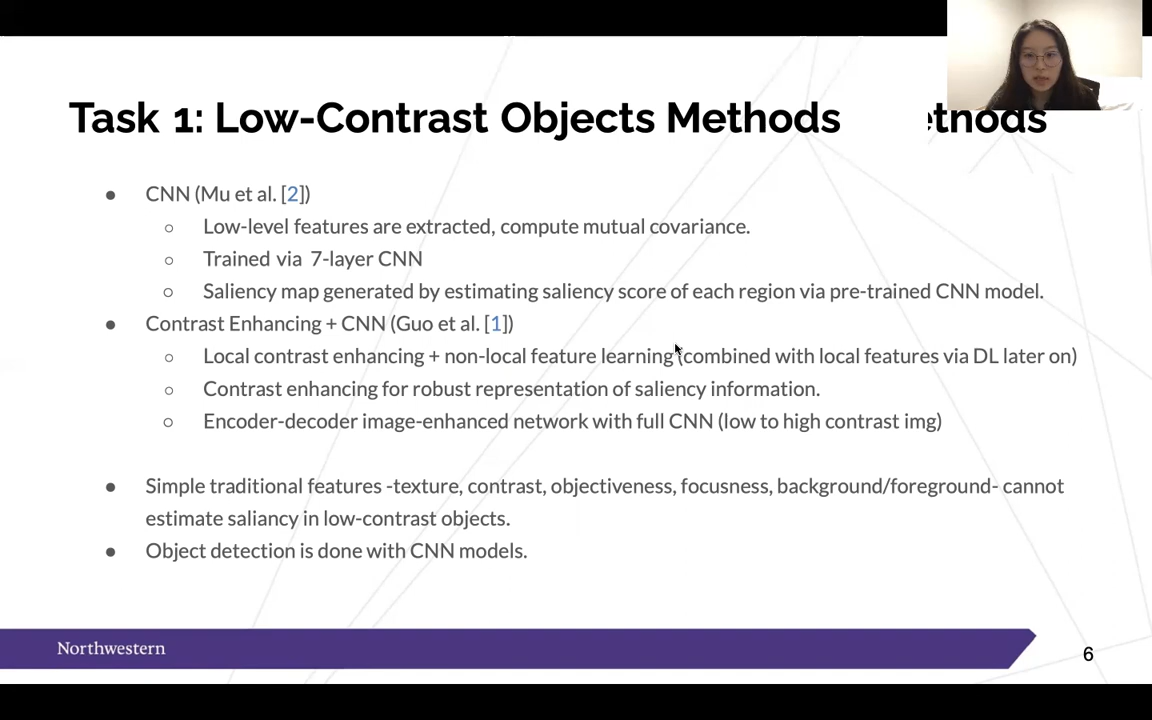 Task 1: Low-Contrast Objects Methods
● CNN (Mu et al. [2])
○ Low-level features are extracted, compute mutual covariance.
○ Trained via 7-layer CNN
○ Saliency map generated by estimating saliency score of each region via pre-trained CNN model.
● Contrast Enhancing + CNN (Guo et al. [1])
○ Local contrast enhancing + non-local feature learning (combined with local features via DL later on)
○ Contrast enhancing for robust representation of saliency information.
○ Encoder-decoder image-enhanced network with full CNN (low to high contrast img)
● Simple traditional features -texture, contrast, objectiveness, focusness, background/foreground- cannot
estimate saliancy in low-contrast objects.
● Object detection is done with CNN models.
Northwestern
6